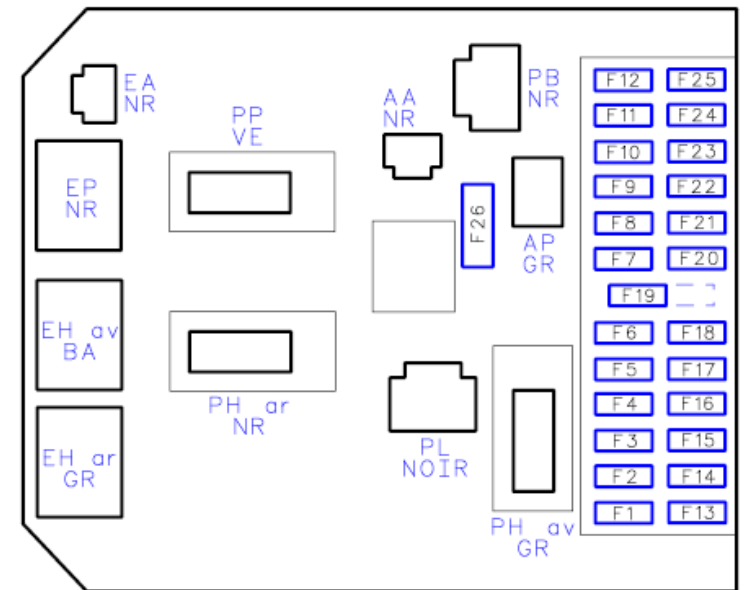 EA
NR
PP
VE
AA
NR
PB
NR
EP
NR
F26
AP
GR
EH av
BA
PH ar
NR
PL
NOIR
EH ar
GR
PH av
GR
F12 F25
F11 F24
F10 F23
F9 F22
F8 F21
F7 F20
F19
F6 F18
F5 F17
F4 F16
F3 F15
F2 F14
F1 F13